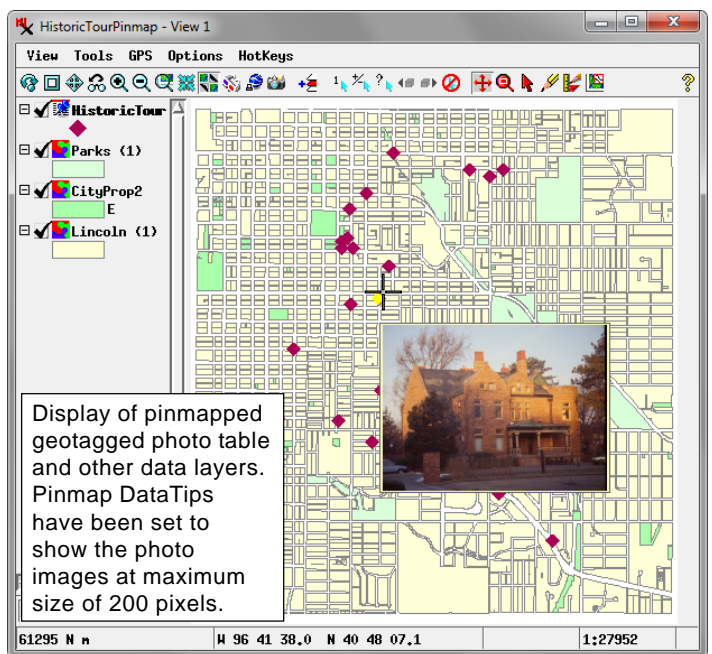 HistoricTourPinmap - View 1
View Tools GPS Options HotKeys
HistoricTour
Parks (1)
CityProp2
E
Lincoln (1)
Display of pinmapped
geotagged photo table
and other data layers.
Pinmap DataTips
have been set to
show the photo
images at maximum
size of 200 pixels.
61295 N m W 96 41 38.0 N 40 48 07.1 1:27952